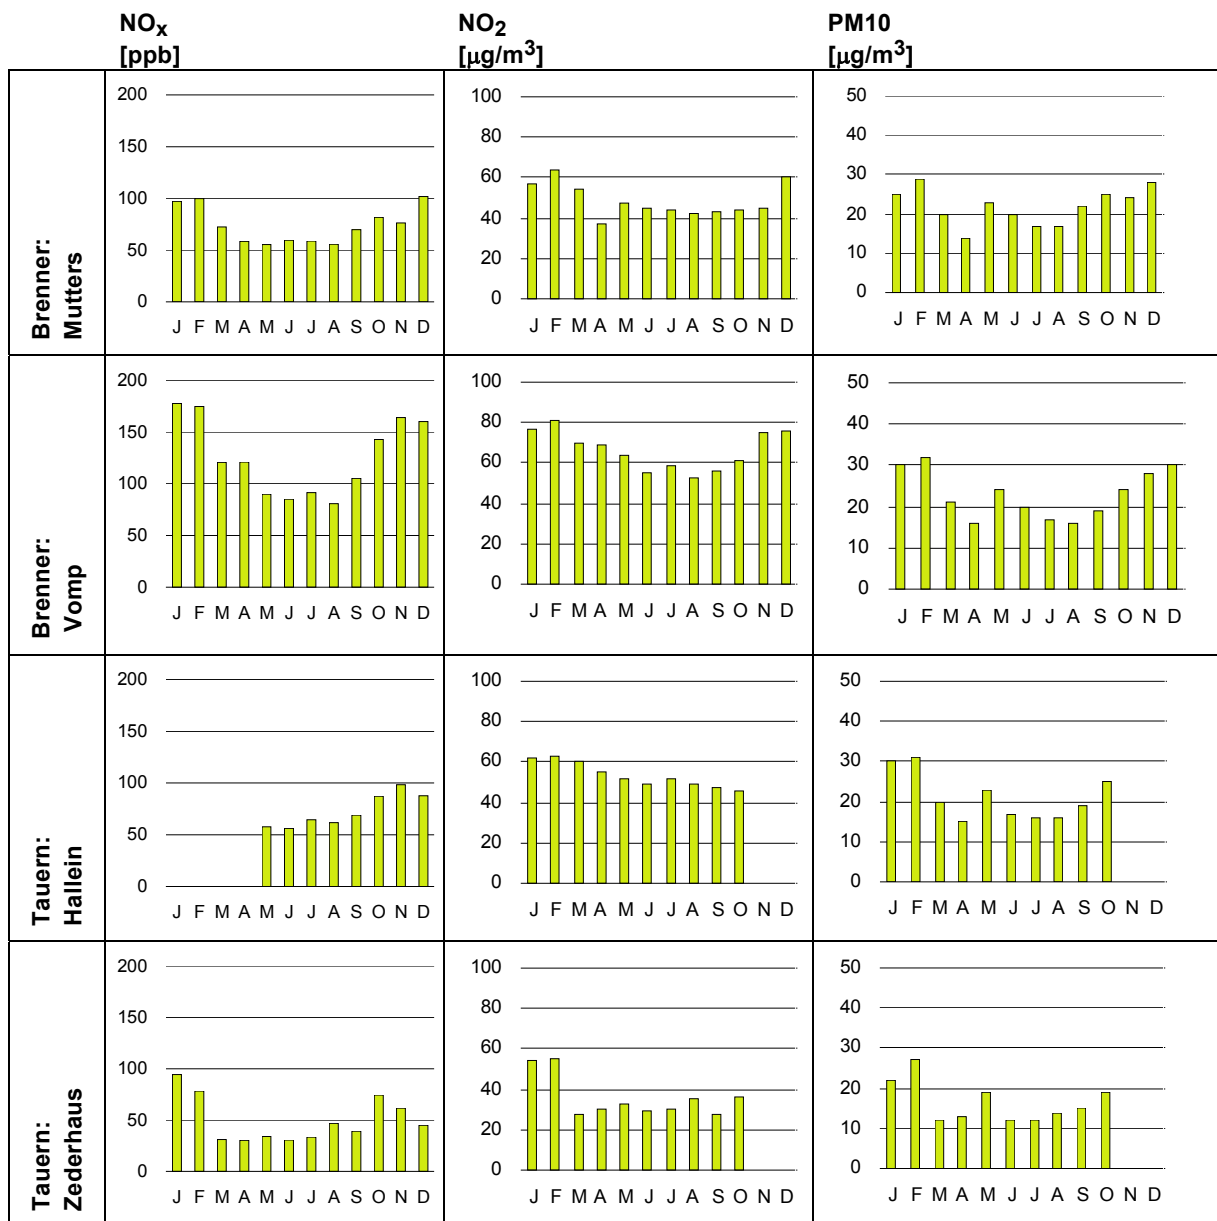 NOx
[ppb]
NO2
[µg/m3]
PM10
[µg/m3]
Brenner:
Mutters
200
150
100
50
0
J F M A M J J A S O N D
100
80
60
40
20
0
J F M A M J J A S O N D
50
40
30
20
10
0
J F M A M J J A S O N D
Brenner:
Vomp
200
150
100
50
0
J F M A M J J A S O N D
100
80
60
40
20
0
J F M A M J J A S O N D
50
40
30
20
10
0
J F M A M J J A S O N D
Tauern:
Hallein
200
150
100
50
0
J F M A M J J A S O N D
100
80
60
40
20
0
J F M A M J J A S O N D
50
40
30
20
10
0
J F M A M J J A S O N D
Tauern:
Zederhaus
200
150
100
50
0
J F M A M J J A S O N D
100
80
60
40
20
0
J F M A M J J A S O N D
50
40
30
20
10
0
J F M A M J J A S O N D